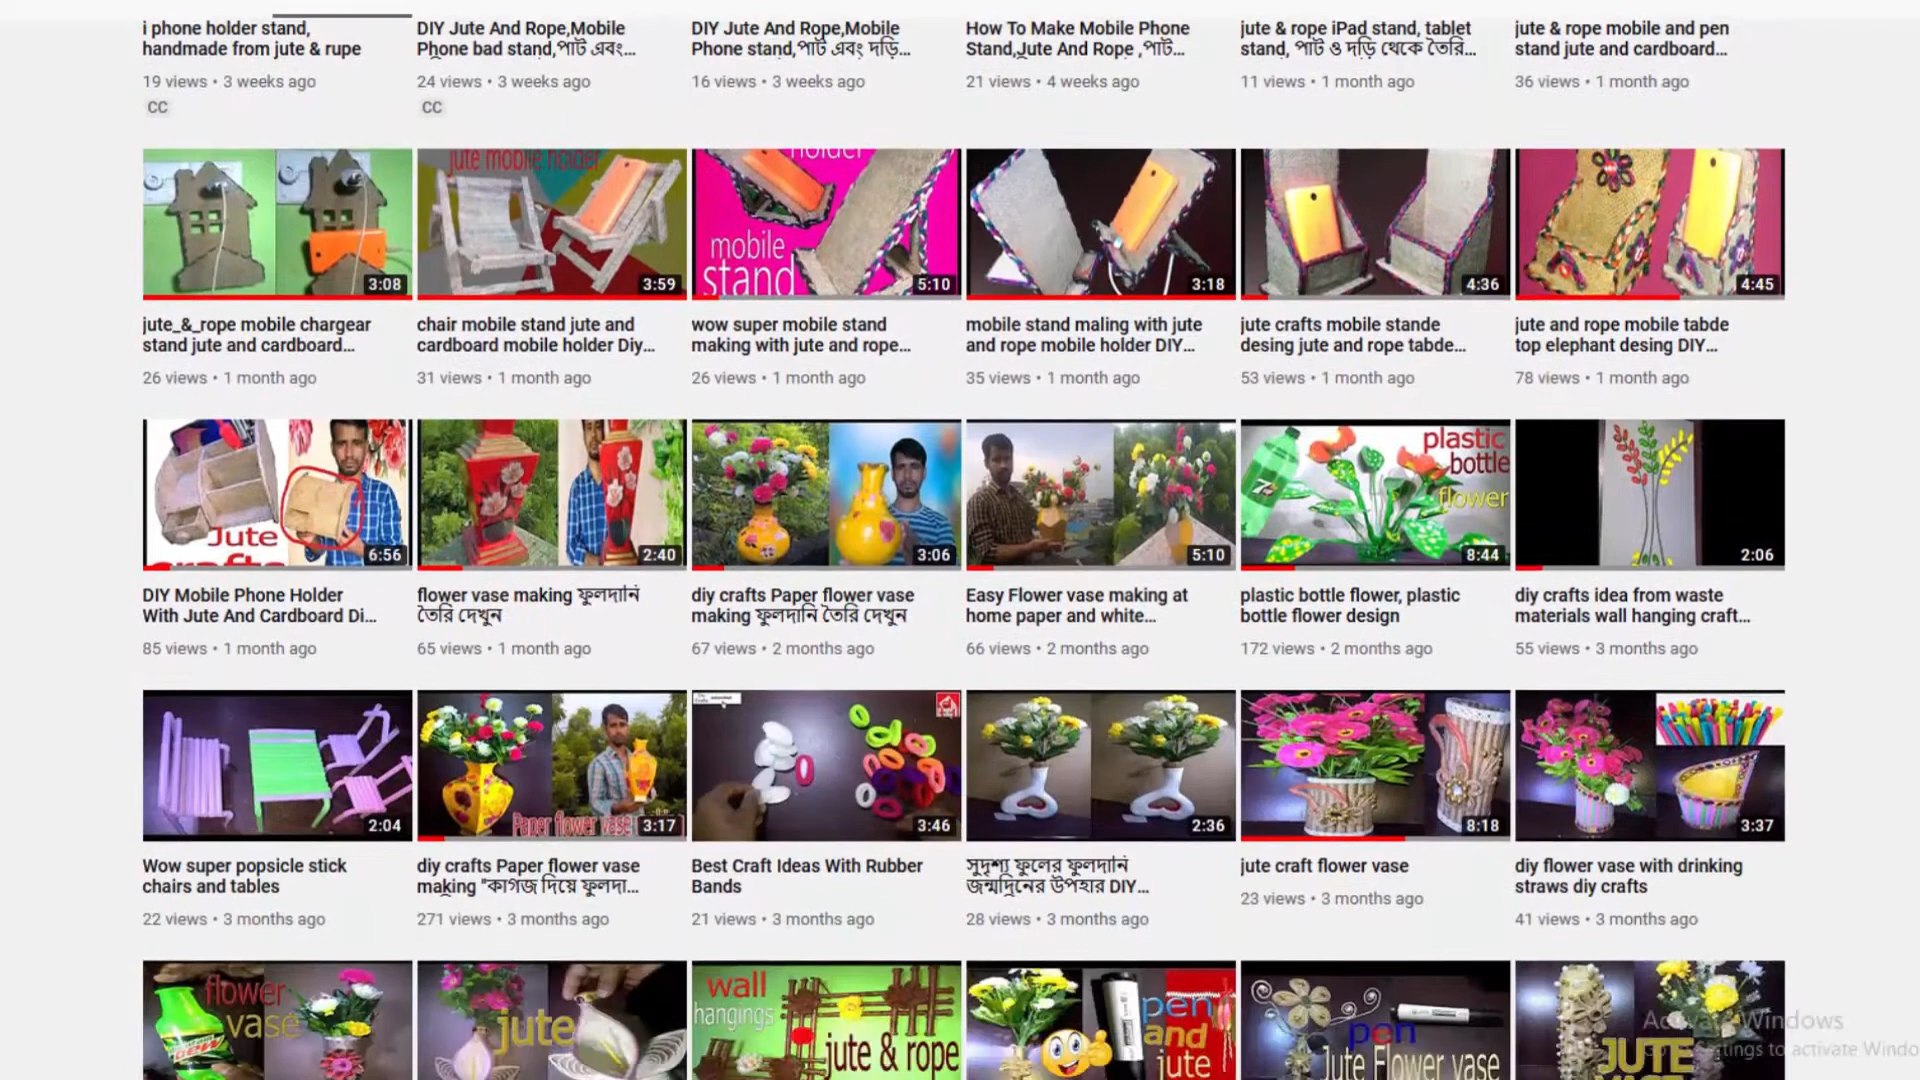 i phone holder stand,
handmade from jute & rupe
19 views • 3 weeks ago
CC
DIY Jute And Rope,Mobile
Phone bad stand,পাট এবং...
24 views • 3 weeks ago
CC
DIY Jute And Rope,Mobile
Phone stand,পাট এবং দড়ি...
16 views • 3 weeks ago
How To Make Mobile Phone
Stand,Jute And Rope ,পাট...
21 views • 4 weeks ago
jute & rope iPad stand, tablet
stand, পাট ও দড়ি থেকে তৈরি...
11 views • 1 month ago
jute & rope mobile and pen
stand jute and cardboard...
36 views • 1 month ago
3:08
jute_&_rope mobile chargear
stand jute and cardboard...
26 views • 1 month ago
jute mobile holder
3:59
chair mobile stand jute and
cardboard mobile holder Diy...
31 views • 1 month ago
holder
mobile
stand
5:10
wow super mobile stand
making with jute and rope...
26 views • 1 month ago
3:18
mobile stand maling with jute
and rope mobile holder DIY...
35 views • 1 month ago
4:36
jute crafts mobile stande
desing jute and rope tabde...
53 views • 1 month ago
4:45
jute and rope mobile tabde
top elephant desing DIY...
78 views • 1 month ago
Jute
crafts
6:56
DIY Mobile Phone Holder
With Jute And Cardboard Di...
85 views • 1 month ago
2:40
flower vase making ফুলদানি
তৈরি দেখুন
65 views • 1 month ago
3:06
diy crafts Paper flower vase
making ফুলদানি তৈরি দেখুন
67 views • 2 months ago
5:10
Easy Flower vase making at
home paper and white...
66 views • 2 months ago
plastic
bottle
flower
7
8:44
plastic bottle flower, plastic
bottle flower design
172 views • 2 months ago
2:06
diy crafts idea from waste
materials wall hanging craft...
55 views • 3 months ago
2:04
Wow super popsicle stick
chairs and tables
22 views • 3 months ago
Paper flower vase
3:17
diy crafts Paper flower vase
making "কাগজ দিয়ে ফুলদা...
271 views • 3 months ago
3:46
Best Craft Ideas With Rubber
Bands
21 views • 3 months ago
2:36
সুদৃশ্য ফুলের ফুলদানি
জন্মদিনের উপহার DIY...
28 views • 3 months ago
8:18
jute craft flower vase
23 views • 3 months ago
3:37
diy flower vase with drinking
straws diy crafts
41 views • 3 months ago
flower
vase
Dew
jute
wall
hangings
jute & rope
pen
and
jute
pen
Jute Flower vase
JUTE
VASE
Activate Windows
Go to Settings to activate Windo